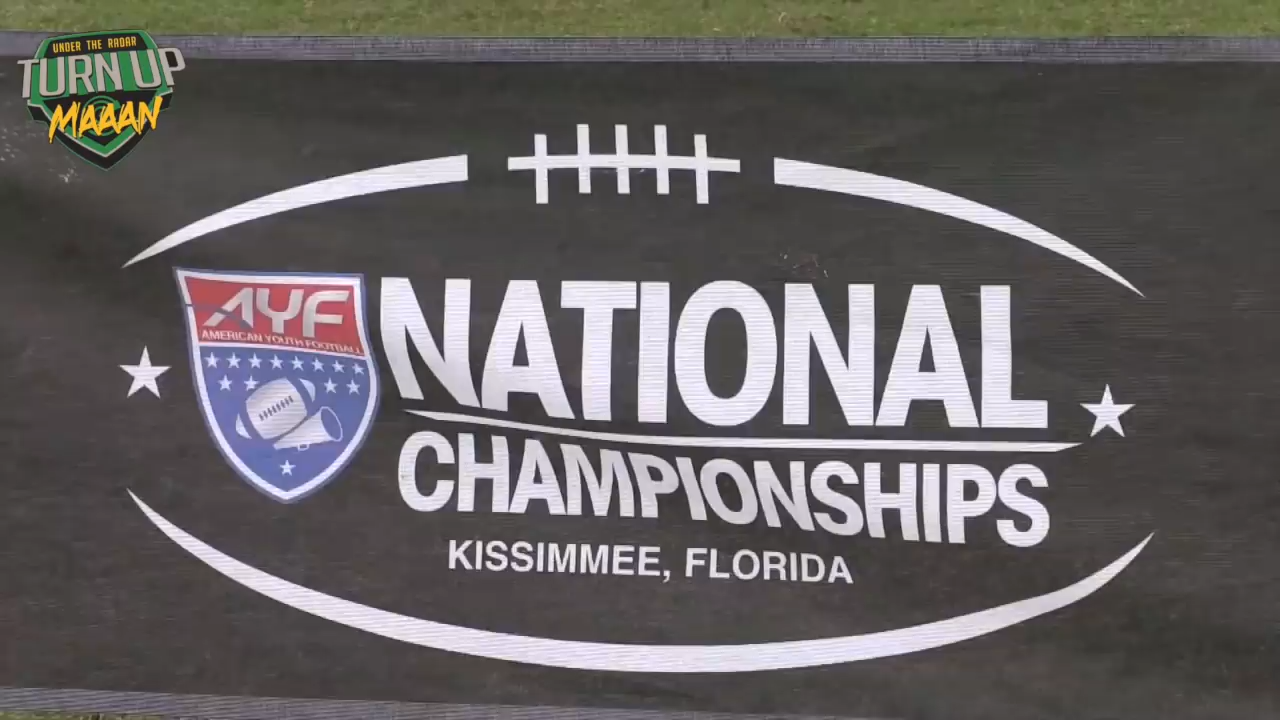 UNDER THE RADAR
TURN UP
MAAAN
AYF
AMERICAN YOUTH FOOTBALL
NATIONAL
CHAMPIONSHIPS
KISSIMMEE, FLORIDA